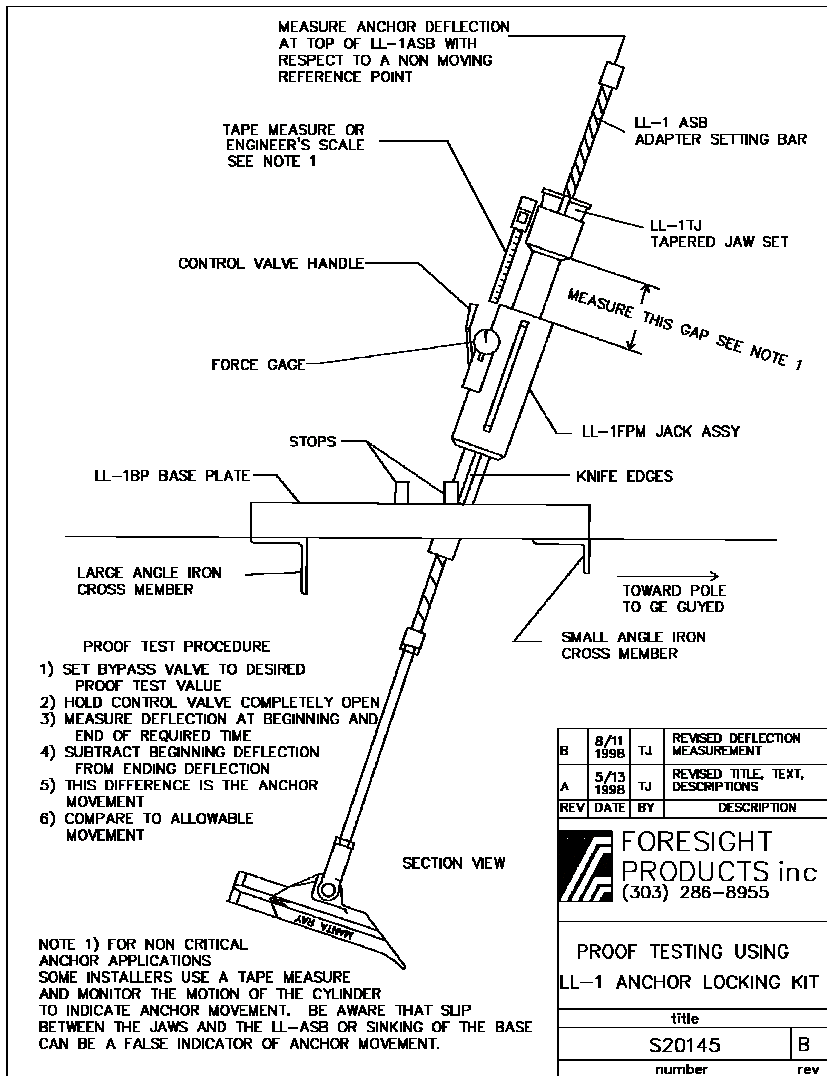 MEASURE ANCHOR DEFLECTION
AT TOP OF LL-1ASB WITH
RESPECT TO A NON MOVING
REFERENCE POINT
LL-1 ASB
ADAPTER SETTING BAR
TAPE MEASURE OR
ENGINEER'S SCALE
SEE NOTE 1
LL-1TJ
TAPERED JAW SET
CONTROL VALVE HANDLE
MEASURE THIS GAP SEE NOTE 1
FORCE GAGE
LL-1FPM JACK ASSY
STOPS
LL-1BP BASE PLATE
KNIFE EDGES
LARGE ANGLE IRON
CROSS MEMBER
TOWARD POLE
TO GE GUYED
SMALL ANGLE IRON
CROSS MEMBER
PROOF TEST PROCEDURE
1) SET BYPASS VALVE TO DESIRED
PROOF TEST VALUE
2) HOLD CONTROL VALVE COMPLETELY OPEN
3) MEASURE DEFLECTION AT BEGINNING AND
END OF REQUIRED TIME
4) SUBTRACT BEGINNING DEFLECTION
FROM ENDING DEFLECTION
5) THIS DIFFERENCE IS THE ANCHOR
MOVEMENT
6) COMPARE TO ALLOWABLE
MOVEMENT
SECTION VIEW
MANTA RAY
NOTE 1) FOR NON CRITICAL
ANCHOR APPLICATIONS
SOME INSTALLERS USE A TAPE MEASURE
AND MONITOR THE MOTION OF THE CYLINDER
TO INDICATE ANCHOR MOVEMENT. BE AWARE THAT SLIP
BETWEEN THE JAWS AND THE LL-ASB OR SINKING OF THE BASE
CAN BE A FALSE INDICATOR OF ANCHOR MOVEMENT.
B 8/11 1998 TJ REVISED DEFLECTION
MEASUREMENT
A 5/13 1998 TJ REVISED TITLE, TEXT,
DESCRIPTIONS
REV DATE BY DESCRIPTION
FORESIGHT
PRODUCTS inc
(303) 286-8955
PROOF TESTING USING
LL-1 ANCHOR LOCKING KIT
title
S20145 B
number rev